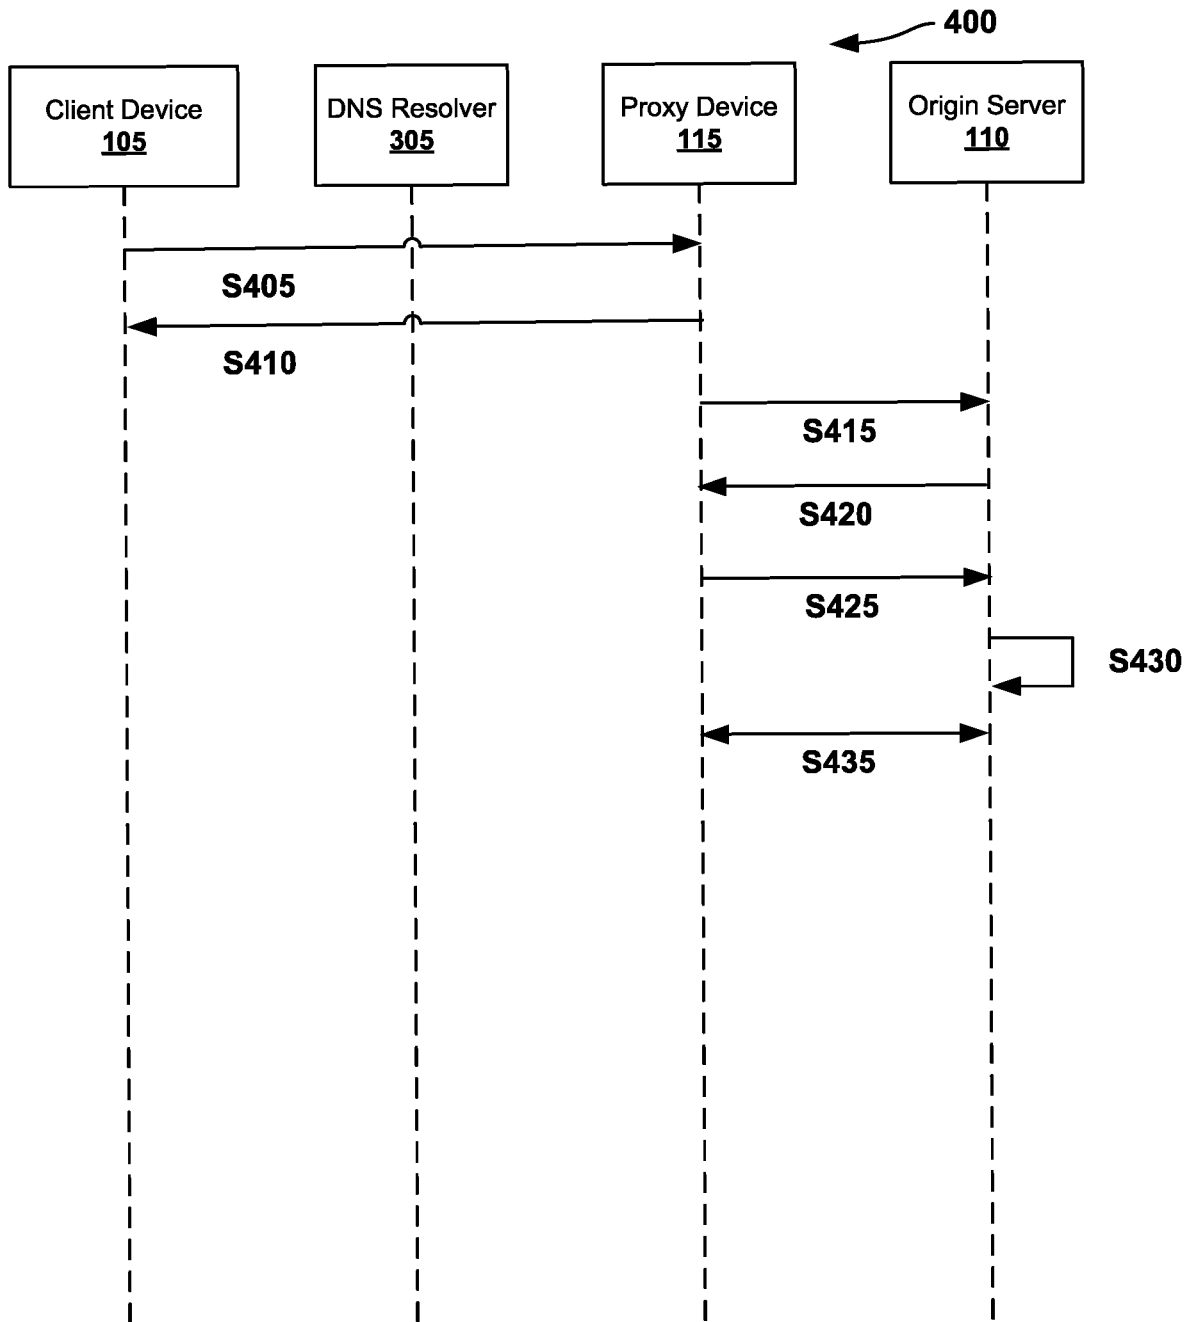 400
Client Device
105
DNS Resolver
305
Proxy Device
115
Origin Server
110
S405
S410
S415
S420
S425
S430
S435